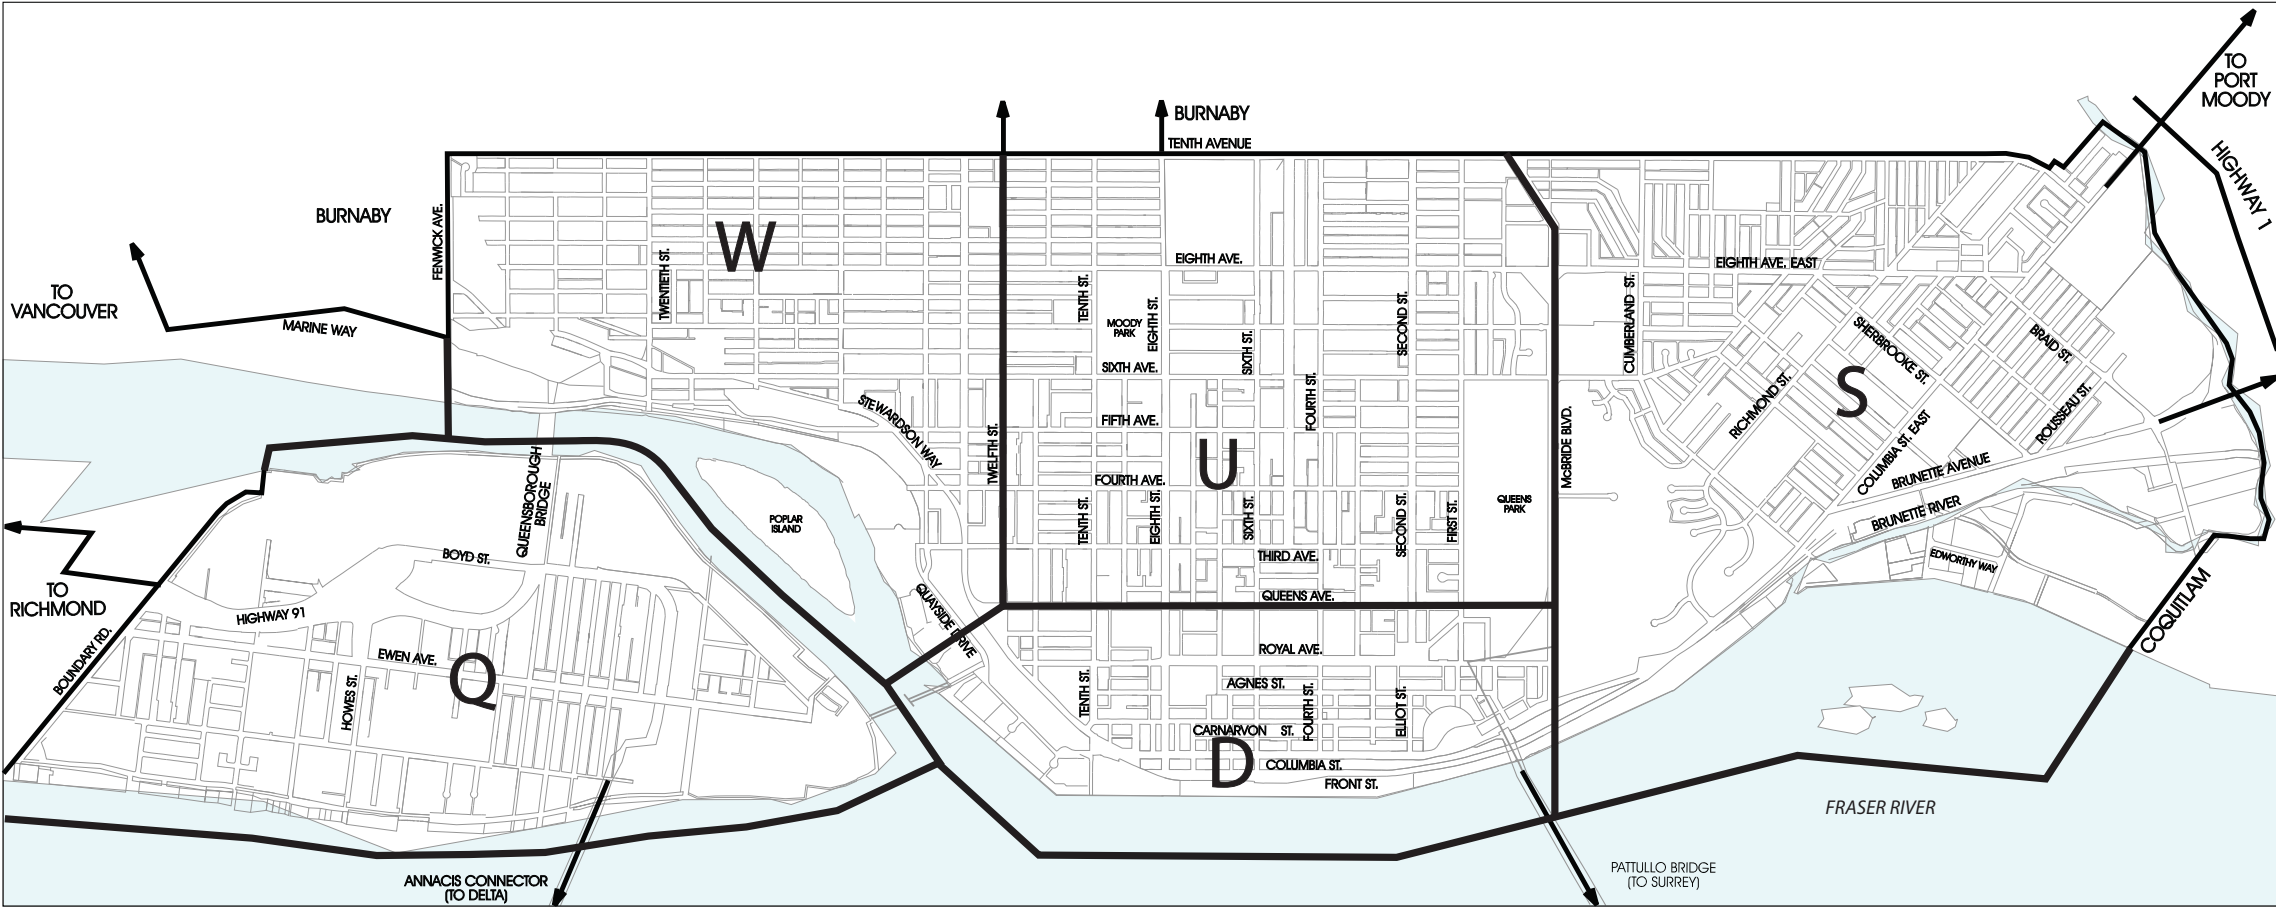 TO
PORT
MOODY
BURNABY
TENTH AVENUE
HIGHWAY 1
BURNABY
FENWICK AVE.
W
TWENTIETH ST.
EIGHTH AVE.
EIGHTH AVE. EAST
TO
VANCOUVER
MARINE WAY
TENTH ST.
MOODY
PARK
EIGHTH ST.
SIXTH ST.
SECOND ST.
CUMBERLAND ST.
SHERBROOKE ST.
BRAID ST.
SIXTH AVE.
FOURTH ST.
RICHMOND ST.
S
ROUSSEAU ST.
STEWARDSON WAY
FIFTH AVE.
McBRIDE BLVD.
COLUMBIA ST. EAST
TWELFTH ST.
U
QUEENSBOROUGH
BRIDGE
FOURTH AVE.
BRUNETTE AVENUE
POPLAR
ISLAND
TENTH ST.
EIGHTH ST.
SIXTH ST.
SECOND ST.
FIRST ST.
QUEENS
PARK
BRUNETTE RIVER
BOYD ST.
THIRD AVE.
EDWORTHY WAY
TO
RICHMOND
QUEENS AVE.
HIGHWAY 91
QUAYSIDE DRIVE
COQUITLAM
BOUNDARY RD.
EWEN AVE.
Q
HOWES ST.
ROYAL AVE.
TENTH ST.
AGNES ST.
FOURTH ST.
ELLIOT ST.
CARNARVON ST.
D
COLUMBIA ST.
FRONT ST.
FRASER RIVER
ANNACIS CONNECTOR
(TO DELTA)
PATTULLO BRIDGE
(TO SURREY)